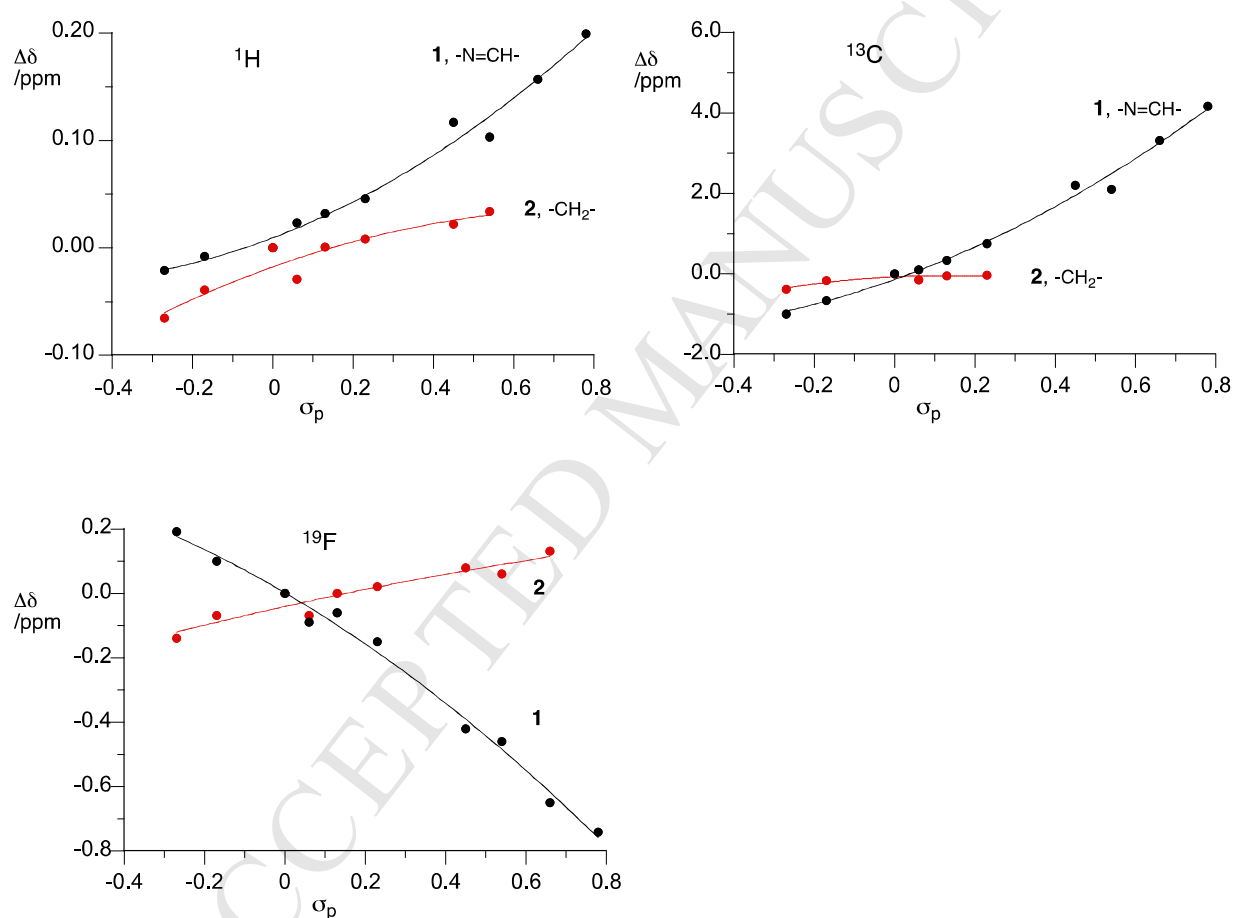 0.20
Δδ
/ppm
¹H
1, -N=CH-
0.10
2, -CH₂-
0.00
-0.10
-0.4 -0.2 0 0.2 0.4 0.6 0.8
σₚ
6.0
Δδ
/ppm
¹³C
1, -N=CH-
4.0
2.0
0.0
2, -CH₂-
-2.0
-0.4 -0.2 0 0.2 0.4 0.6 0.8
σₚ
0.2
¹⁹F
0.0
2
Δδ
/ppm
-0.2
-0.4
1
-0.6
-0.8
-0.4 -0.2 0 0.2 0.4 0.6 0.8
σₚ
CCEPTED MANUSCRI